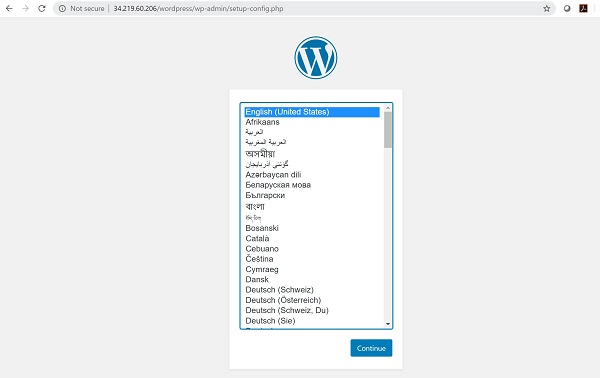 Not secure | 34.219.60.206/wordpress/wp-admin/setup-config.php
English (United States)
Afrikaans
العربية
العربية المغربية
অসমীয়া
گؤنئی آذربایجان
Azərbaycan dili
Беларуская мова
Български
বাংলা
བོད་ཡིག
Bosanski
Català
Cebuano
Čeština
Cymraeg
Dansk
Deutsch (Schweiz)
Deutsch (Österreich)
Deutsch (Schweiz, Du)
Deutsch (Sie)
Continue